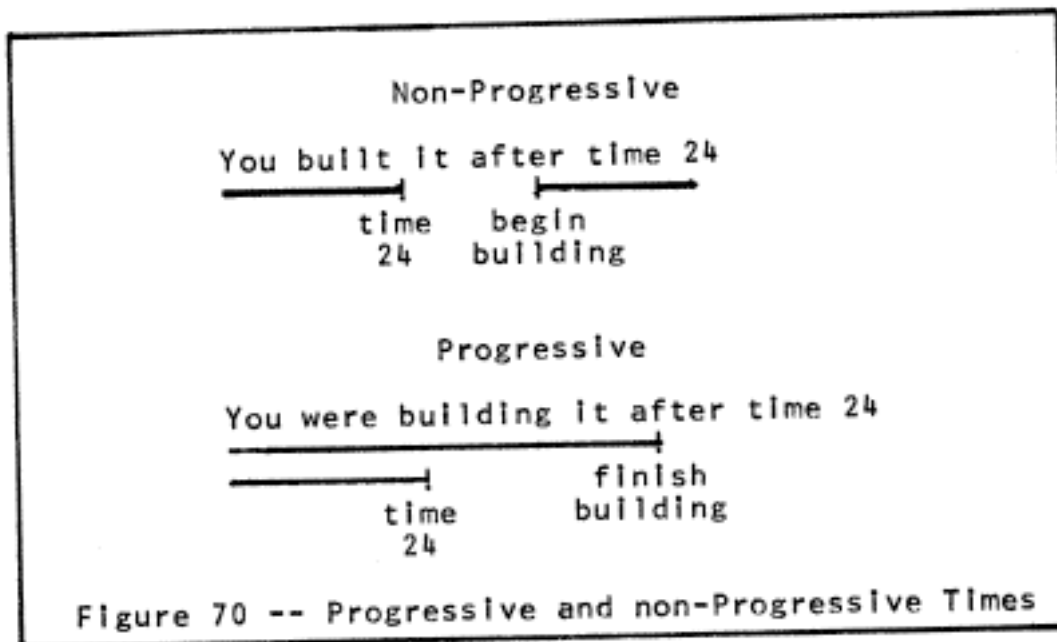 Non-Progressive
You built it after time 24
time begin
24 building
Progressive
You were building it after time 24
finish
building
time
24
Figure 70 -- Progressive and non-Progressive Times